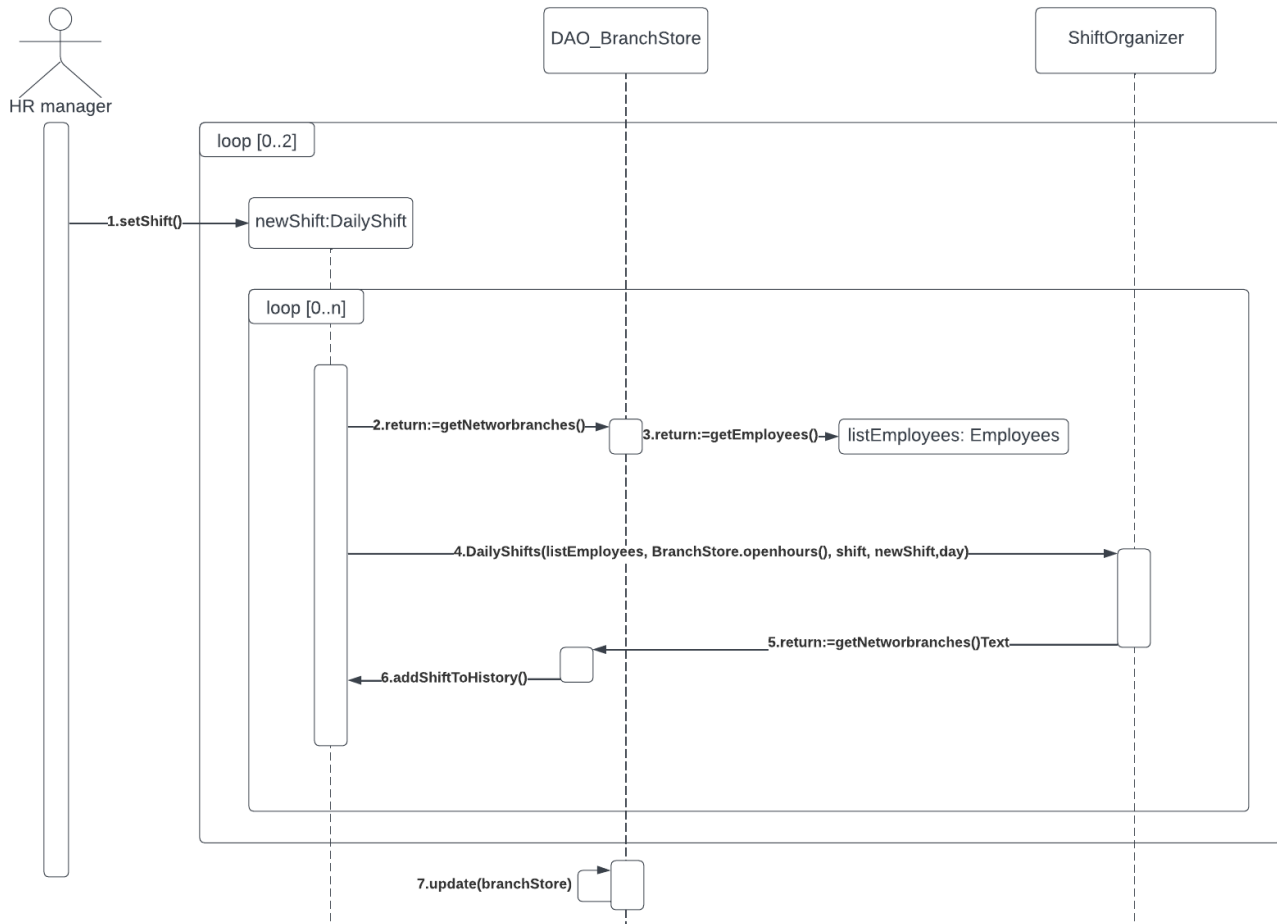 DAO_BranchStore
ShiftOrganizer
HR manager
loop [0..2]
1.setShift()
newShift:DailyShift
loop [0..n]
2.return:=getNetworbranches()
3.return:=getEmployees()
listEmployees: Employees
4.DailyShifts(listEmployees, BranchStore.openhours(), shift, newShift,day)
5.return:=getNetworbranches()Text
6.addShiftToHistory()
7.update(branchStore)